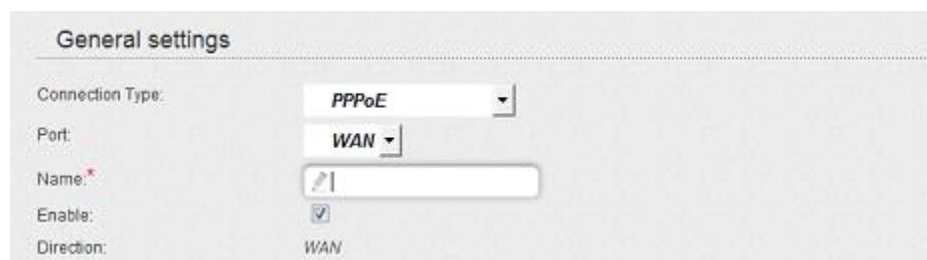 General settings
Connection Type: PPPoE
Port: WAN
Name:*
Enable:
Direction: WAN